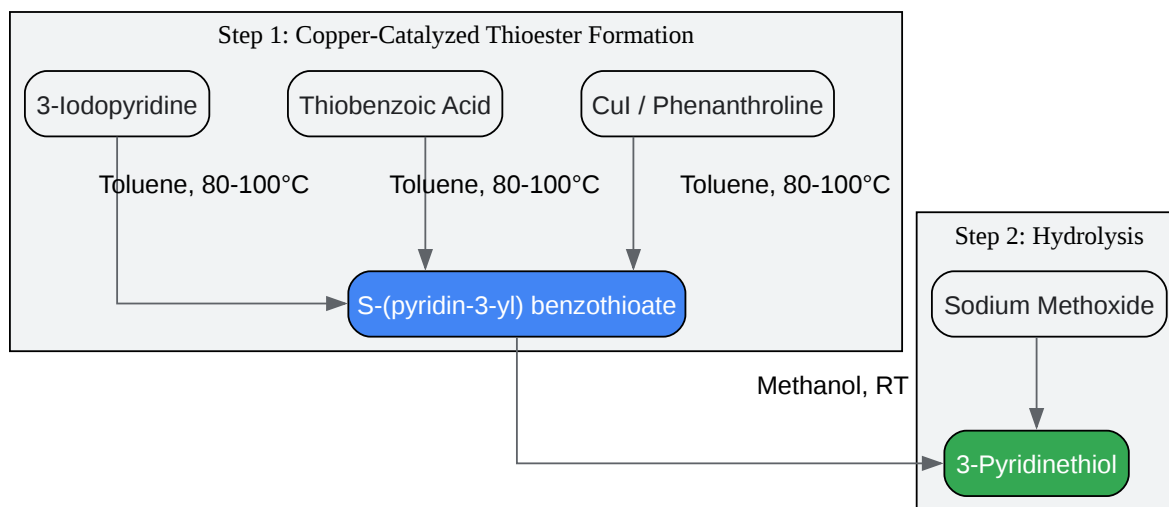 Step 1: Copper-Catalyzed Thioester Formation
3-Iodopyridine
Thiobenzoic Acid
CuI / Phenanthroline
Toluene, 80-100°C
Toluene, 80-100°C
Toluene, 80-100°C
S-(pyridin-3-yl) benzothioate
Step 2: Hydrolysis
Sodium Methoxide
Methanol, RT
3-Pyridinethiol